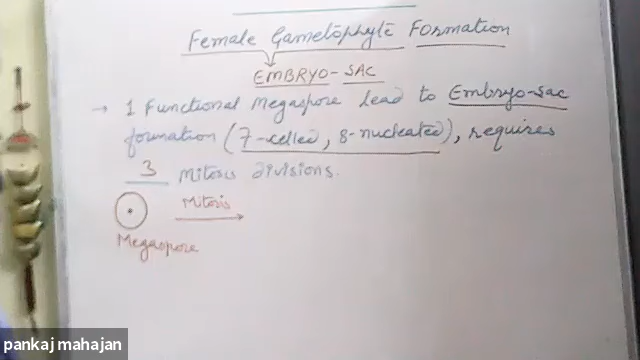 Female Gametophyte Formation
EMBRYO-SAC
→ 1 Functional Megaspore lead to Embryo-sac
formation (7-celled, 8-nucleated), requires
3 mitosis divisions.
Mitosis
Megaspore
pankaj mahajan